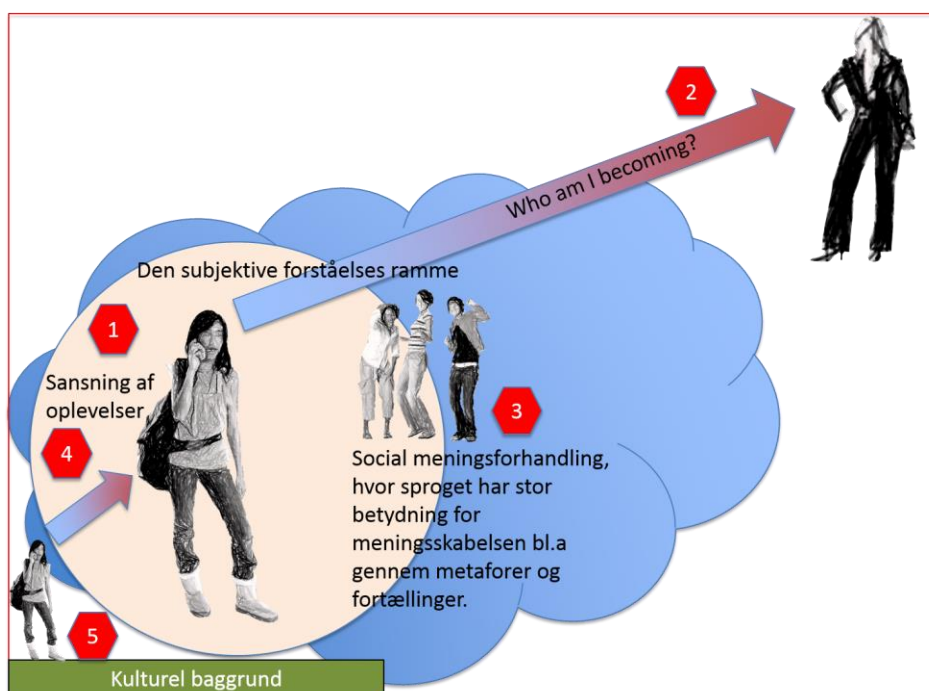 2
Who am I becoming?
Den subjektive forståelses ramme
1
Sansning af
oplevelser
3
4
Social meningsforhandling,
hvor sproget har stor
betydning for
meningsskabelsen bl.a
gennem metaforer og
fortællinger.
5
Kulturel baggrund